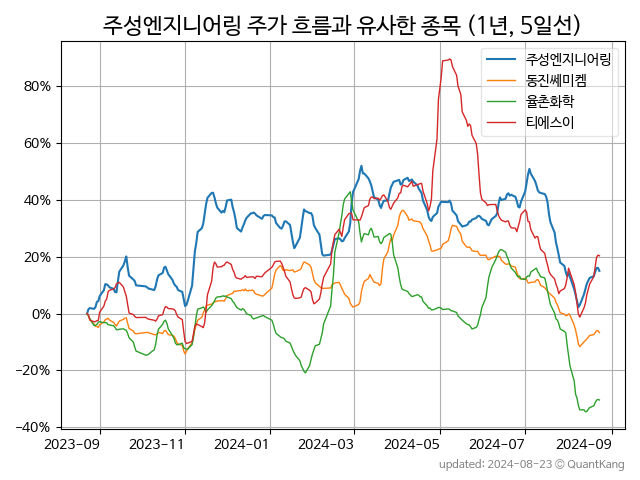 주성엔지니어링 주가 흐름과 유사한 종목 (1년, 5일선)
주성엔지니어링
동진쎄미켐
율촌화학
티에스이
80%
60%
40%
20%
0%
−20%
−40%
2023-09
2023-11
2024-01
2024-03
2024-05
2024-07
2024-09
updated: 2024-08-23 © QuantKang